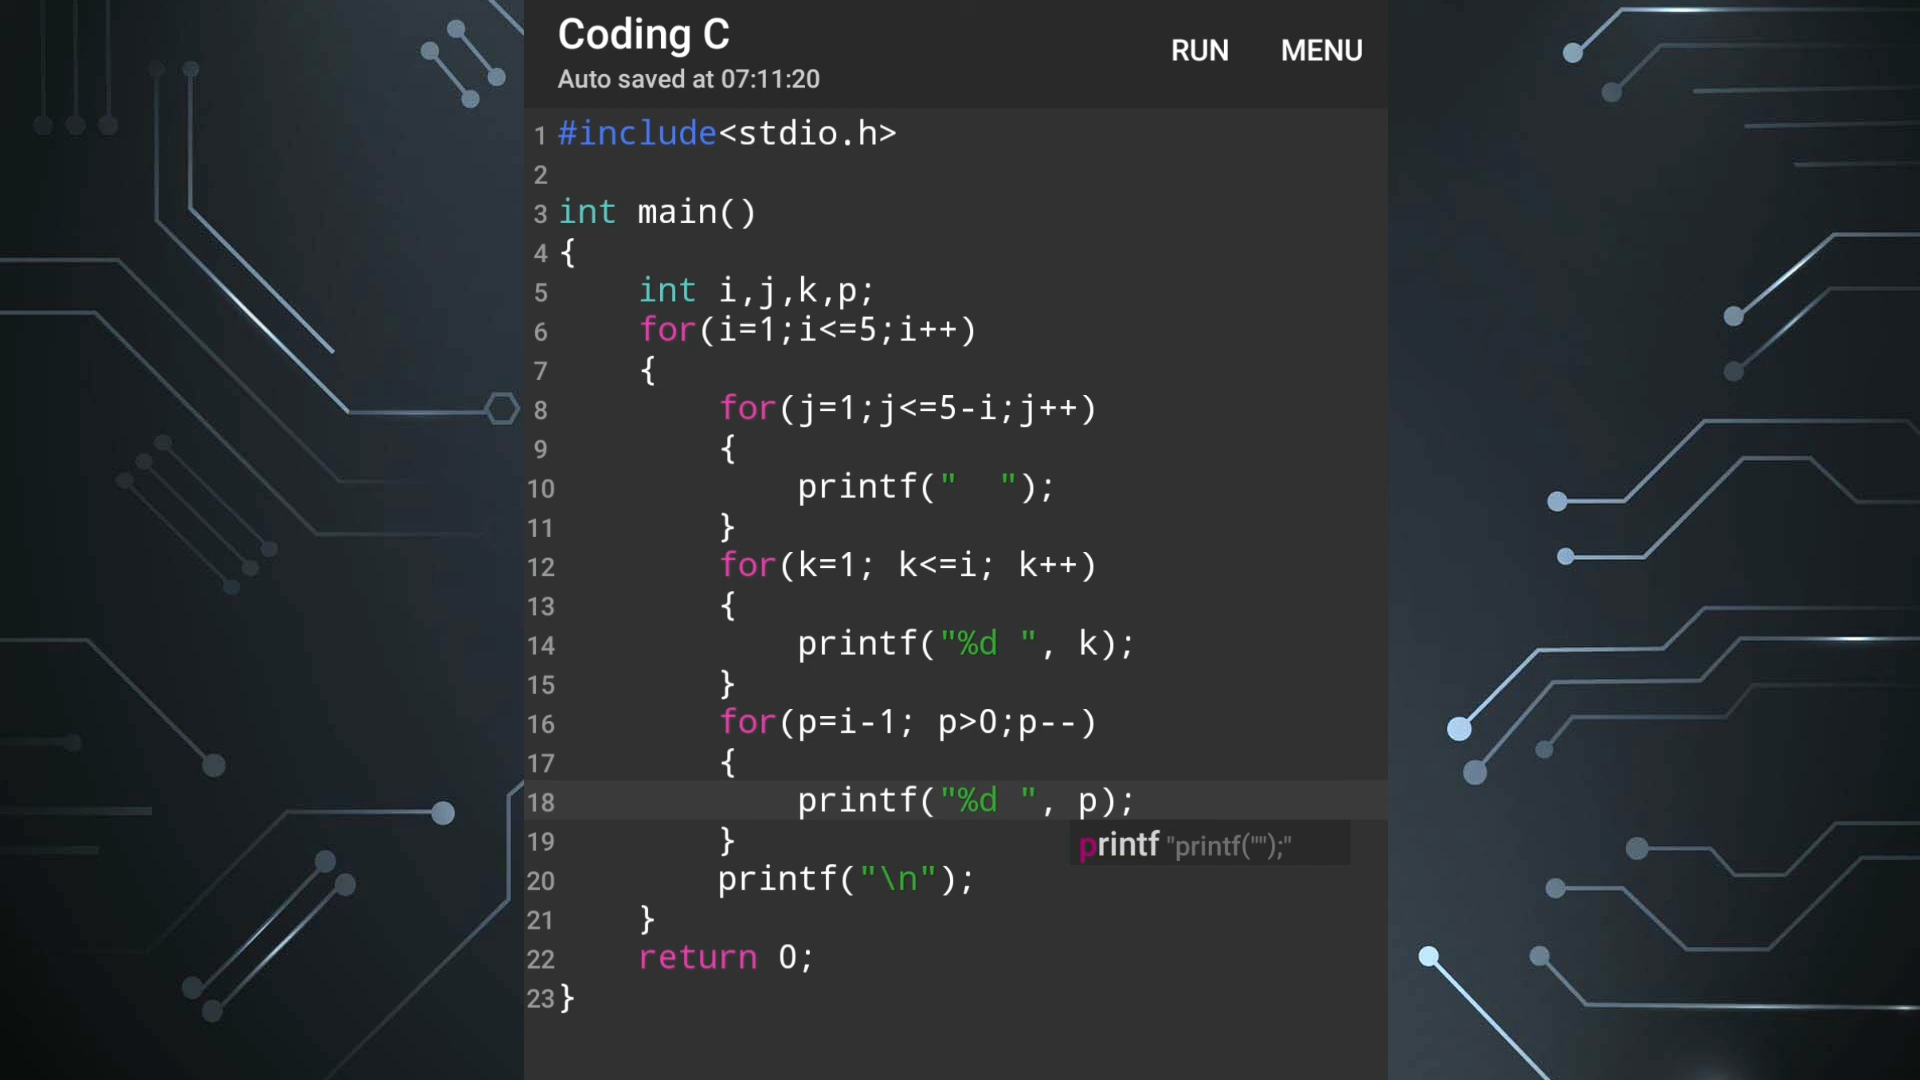 Coding C
Auto saved at 07:11:20
RUN MENU
1 #include<stdio.h>
2
3 int main()
4 {
5     int i,j,k,p;
6     for(i=1;i<=5;i++)
7     {
8         for(j=1;j<=5-i;j++)
9         {
10             printf("  ");
11         }
12         for(k=1; k<=i; k++)
13         {
14             printf("%d ", k);
15         }
16         for(p=i-1; p>0;p--)
17         {
18             printf("%d ", p);
19         }
printf "printf("");"
20         printf("\n");
21     }
22     return 0;
23 }